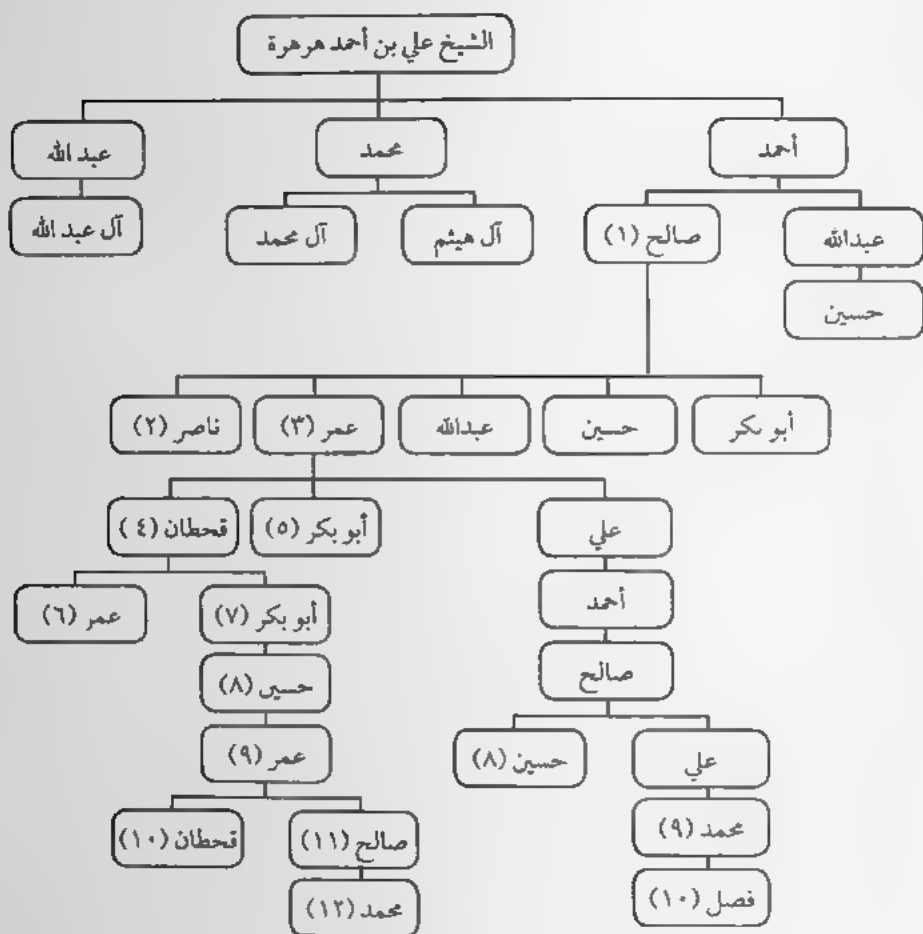 الشيخ علي بن أحمد هرهرة
أحمد
محمد
عبد الله
عبدالله
صالح (١)
آل هيثم
آل محمد
آل عبد الله
حسين
أبو بكر
حسين
عبدالله
عمر (٣)
ناصر (٢)
علي
أبو بكر (٥)
قحطان (٤)
أحمد
أبو بكر (٧)
عمر (٦)
صالح
حسين (٨)
علي
حسين (٨)
عمر (٩)
محمد (٩)
صالح (١١)
قحطان (١٠)
فصل (١٠)
محمد (١٢)